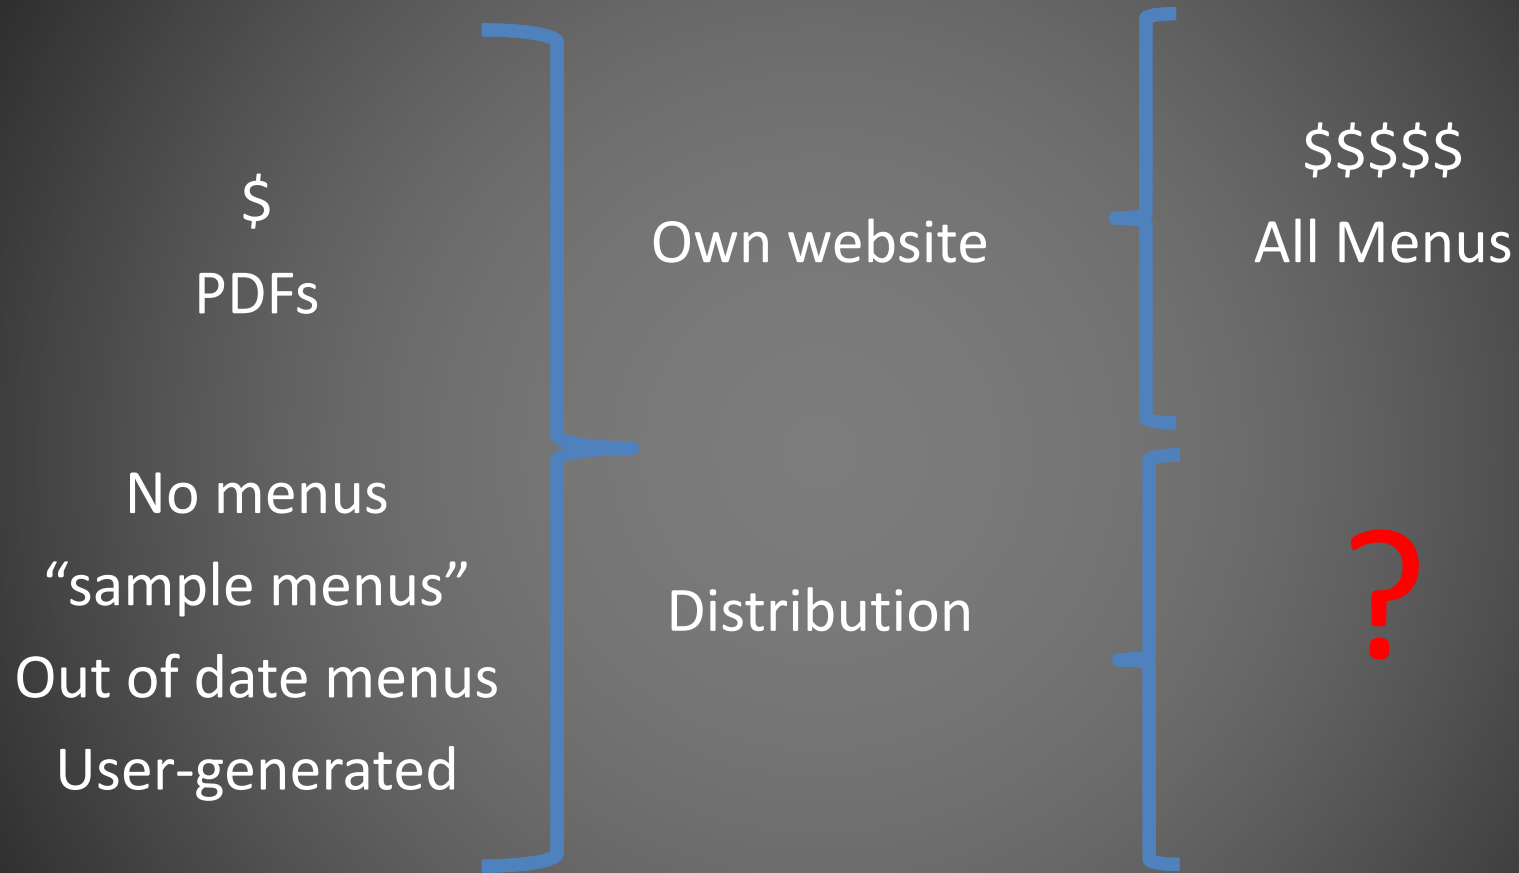 $
PDFs
No menus
“sample menus”
Out of date menus
User-generated
Own website
Distribution
$$$$$
All Menus
?